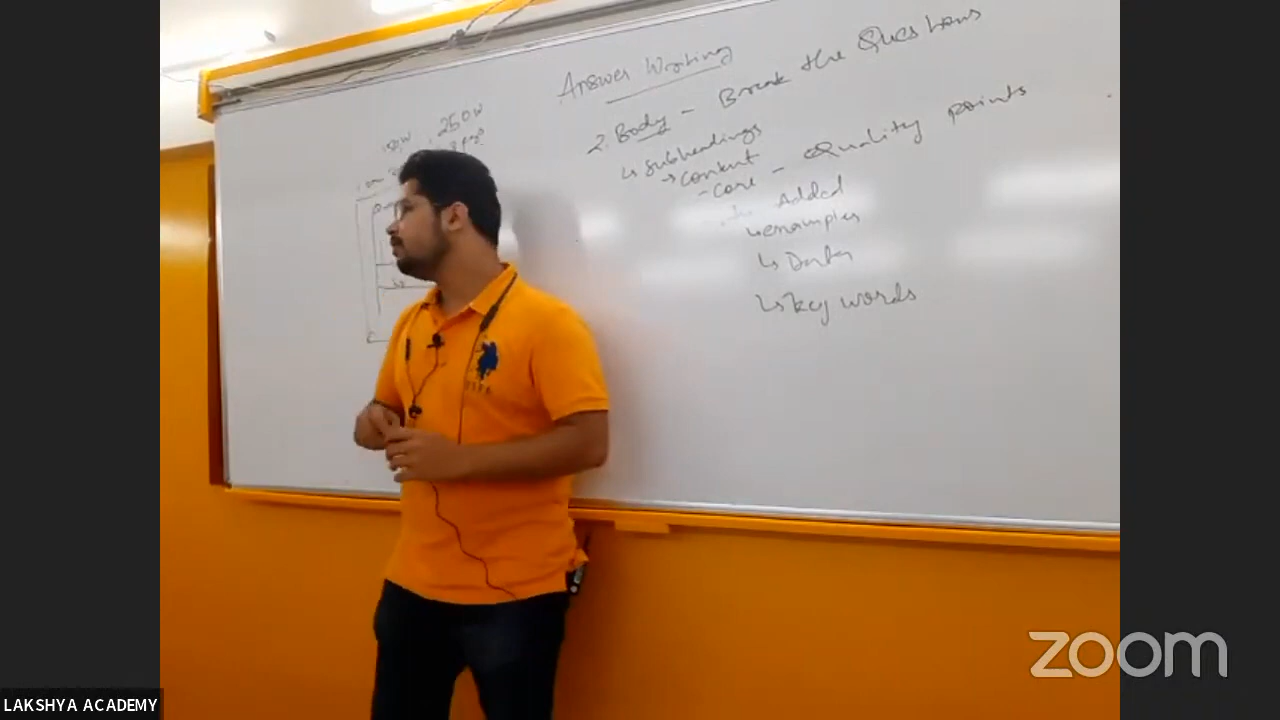 Answer Writing
2. Body - Break the Questions
↳ Subheadings
→ content
- core - Quality points
Added
↳ examples
↳ Data
↳ key words
250w
zoom
LAKSHYA ACADEMY